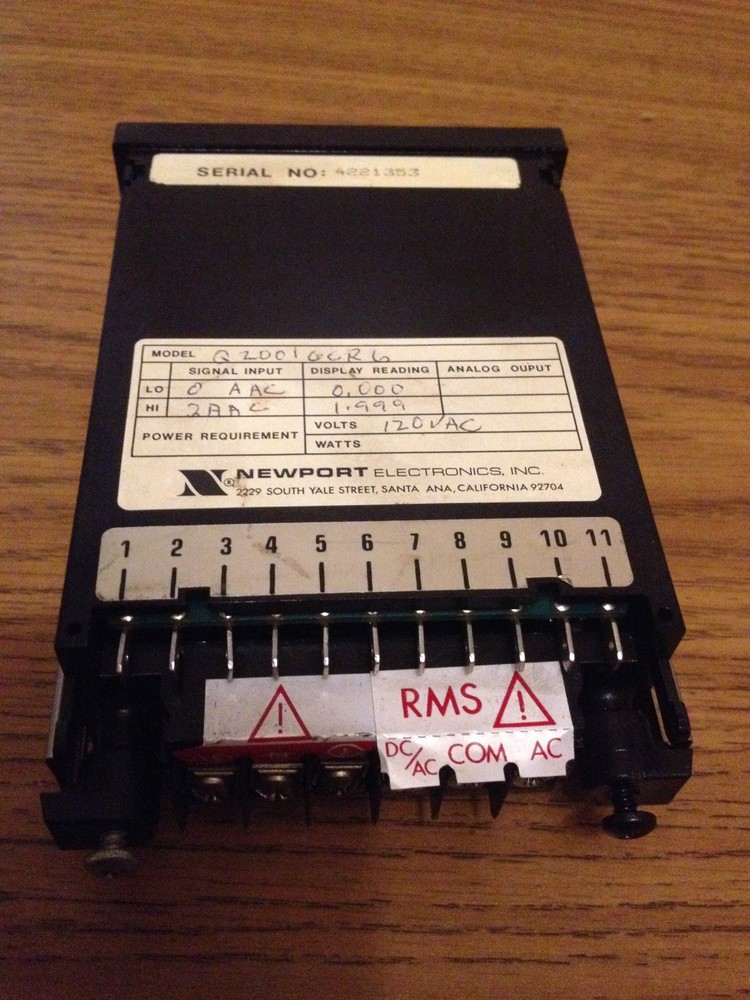 SERIAL NO: 4221353
MODEL Q2001GCR6
SIGNAL INPUT DISPLAY READING ANALOG OUPUT
LO 0 AAC 0.000
HI 2AAC 1.999
POWER REQUIREMENT VOLTS 120VAC
WATTS
N® NEWPORT ELECTRONICS, INC.
2229 SOUTH YALE STREET, SANTA ANA, CALIFORNIA 92704
1 2 3 4 5 6 7 8 9 10 11
! RMS !
DC/AC COM AC